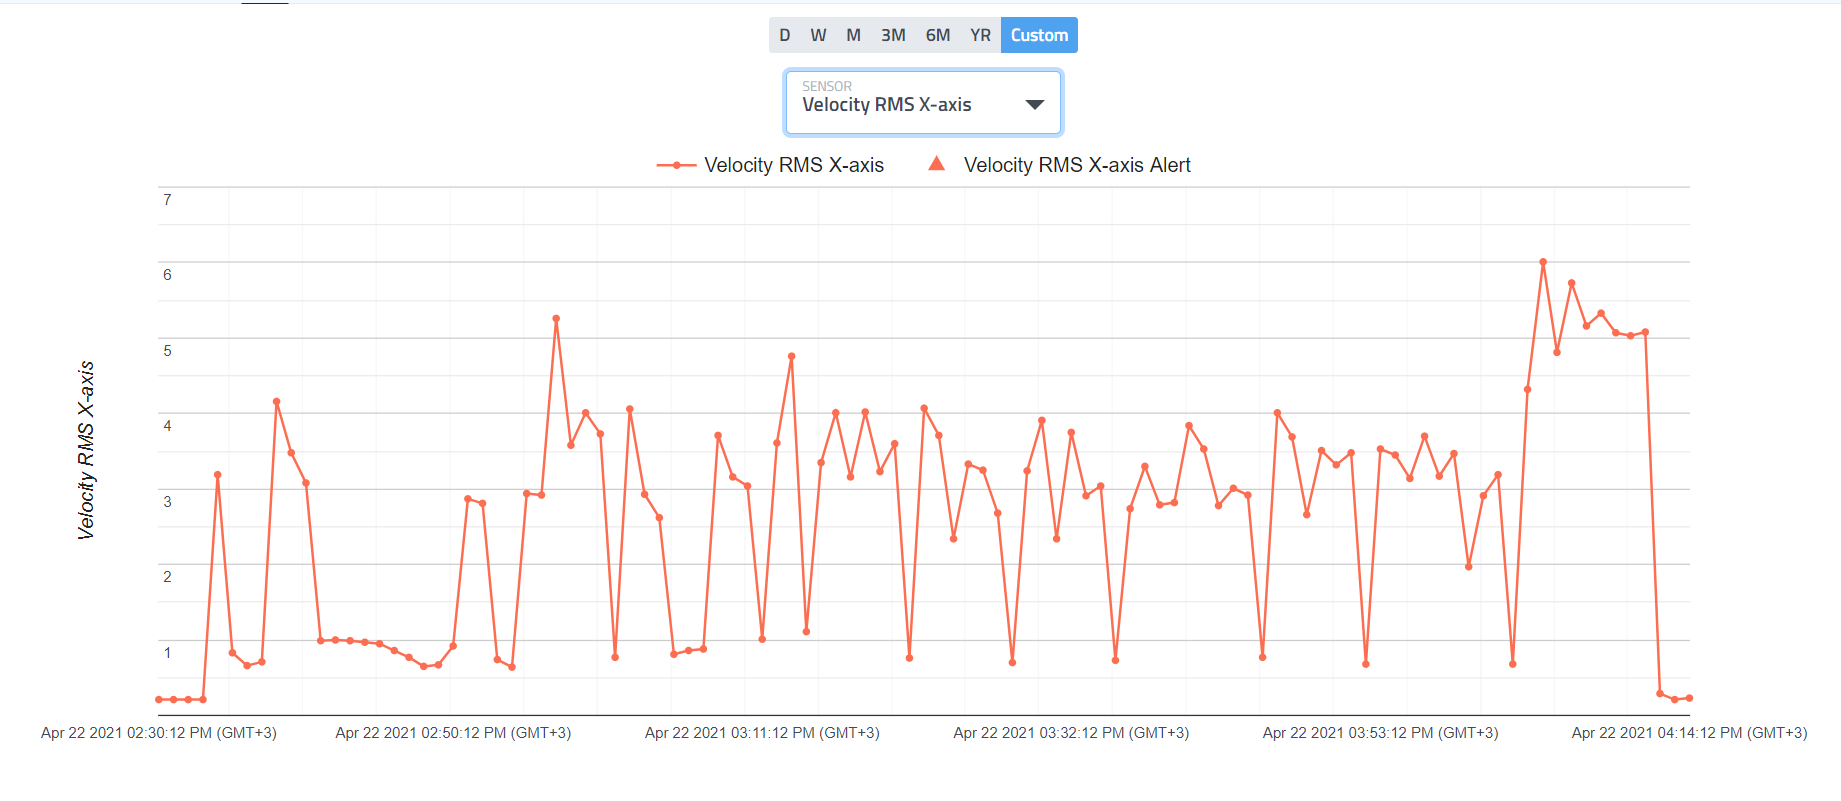 D W M 3M 6M YR Custom
SENSOR
Velocity RMS X-axis
Velocity RMS X-axis Velocity RMS X-axis Alert
7
6
5
4
3
2
1
Velocity RMS X-axis
Apr 22 2021 02:30:12 PM (GMT+3) Apr 22 2021 02:50:12 PM (GMT+3) Apr 22 2021 03:11:12 PM (GMT+3) Apr 22 2021 03:32:12 PM (GMT+3) Apr 22 2021 03:53:12 PM (GMT+3) Apr 22 2021 04:14:12 PM (GMT+3)